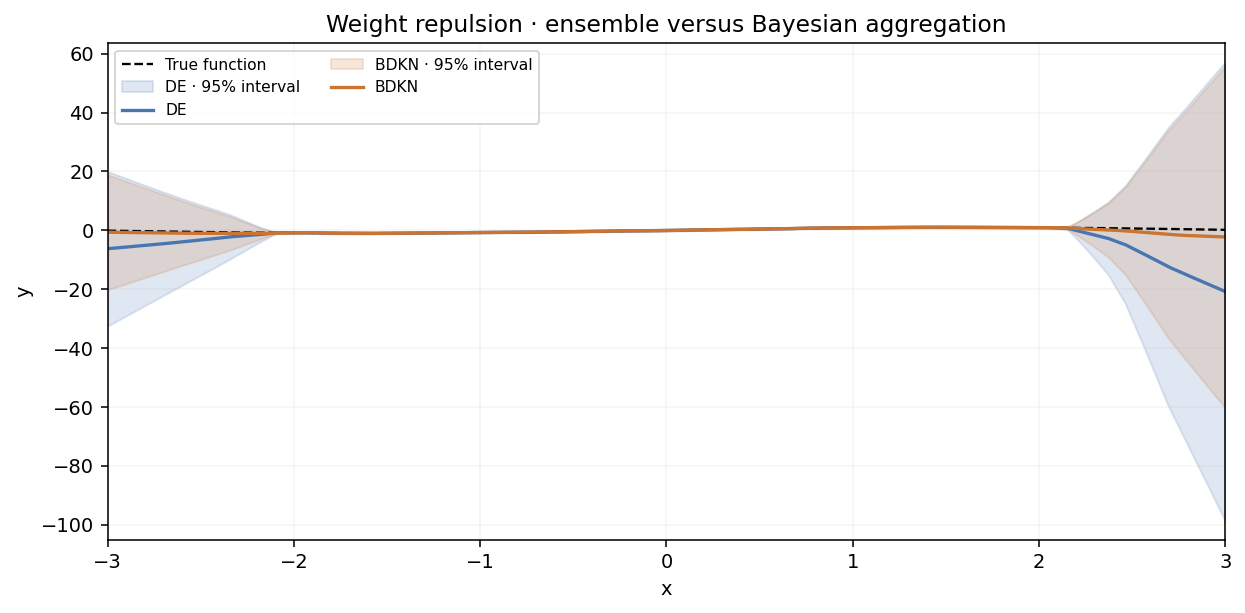 Weight repulsion · ensemble versus Bayesian aggregation
True function
DE · 95% interval
DE
BDKN · 95% interval
BDKN
60
40
20
0
−20
−40
−60
−80
−100
y
−3
−2
−1
0
1
2
3
x